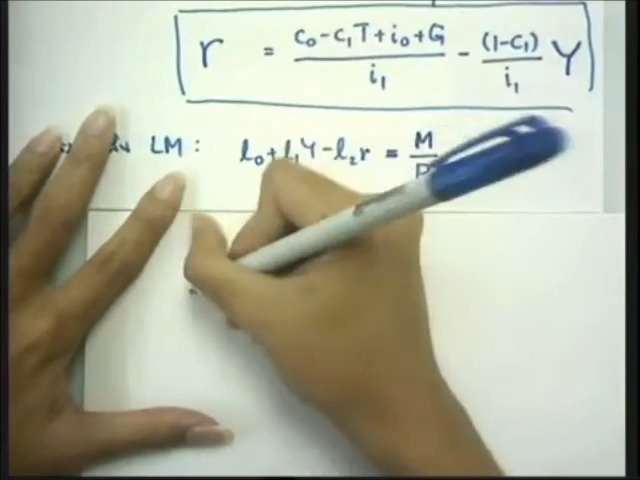 r = (c₀ - c₁T + i₀ + G) / i₁ - (1-c₁) / i₁ Y
LM : l₀ + l₁Y - l₂r = M / P